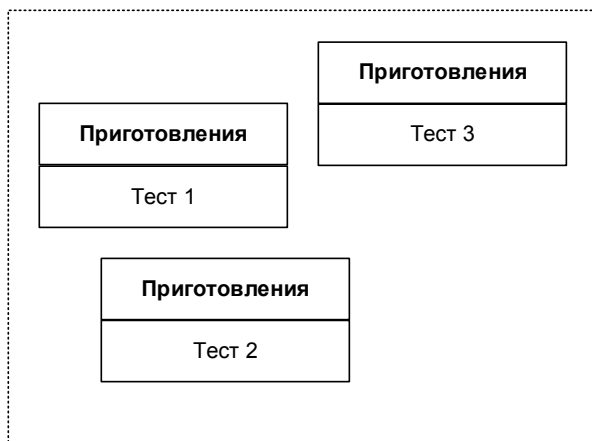 Приготовления
Тест 3
Приготовления
Тест 1
Приготовления
Тест 2